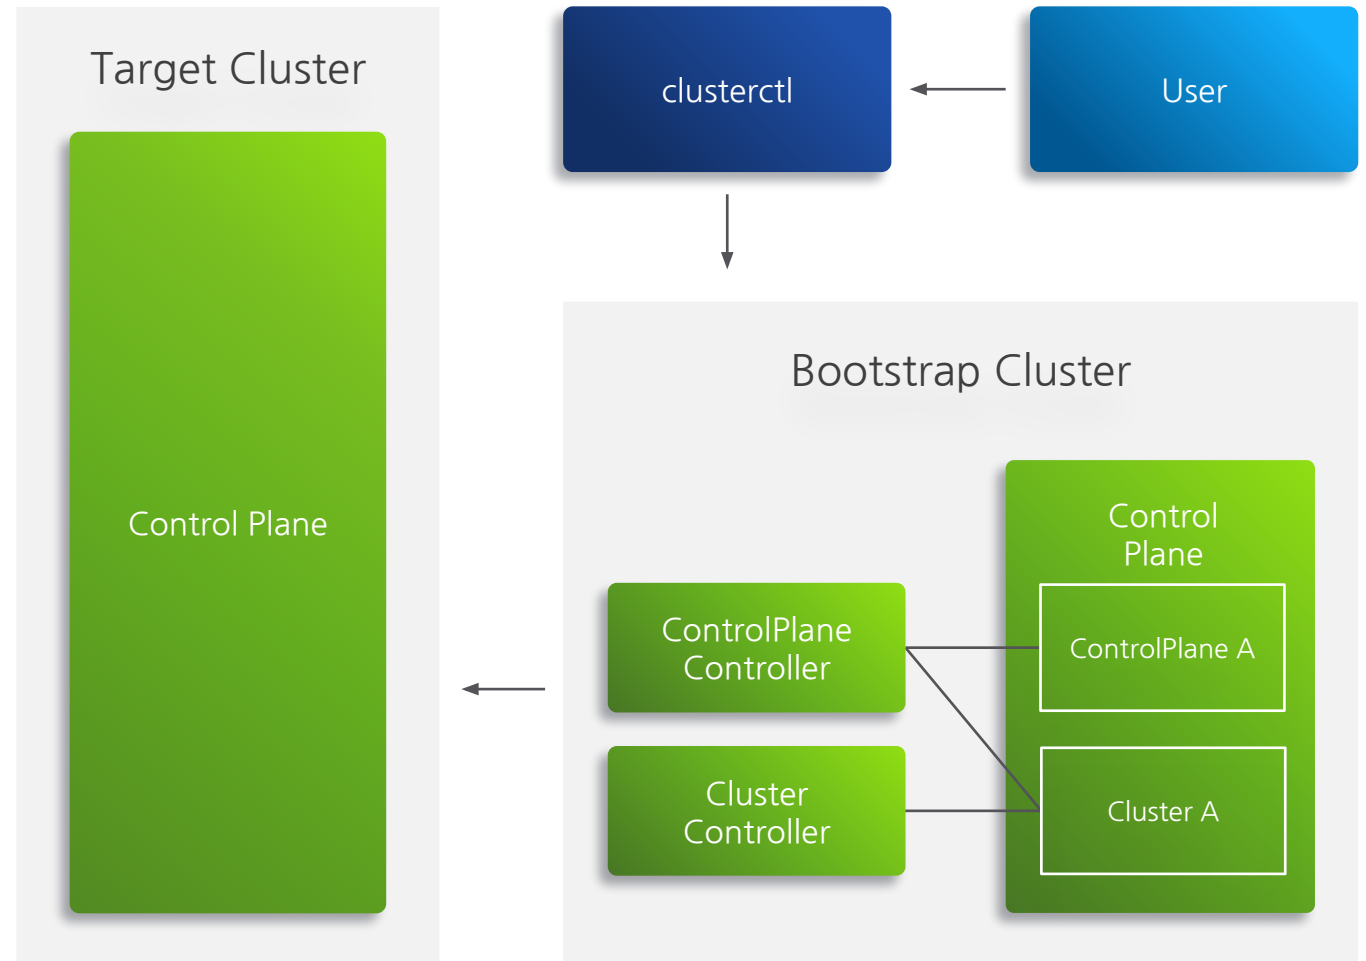 Target Cluster
Control Plane
clusterctl
User
Bootstrap Cluster
ControlPlane
Controller
Cluster
Controller
Control
Plane
ControlPlane A
Cluster A